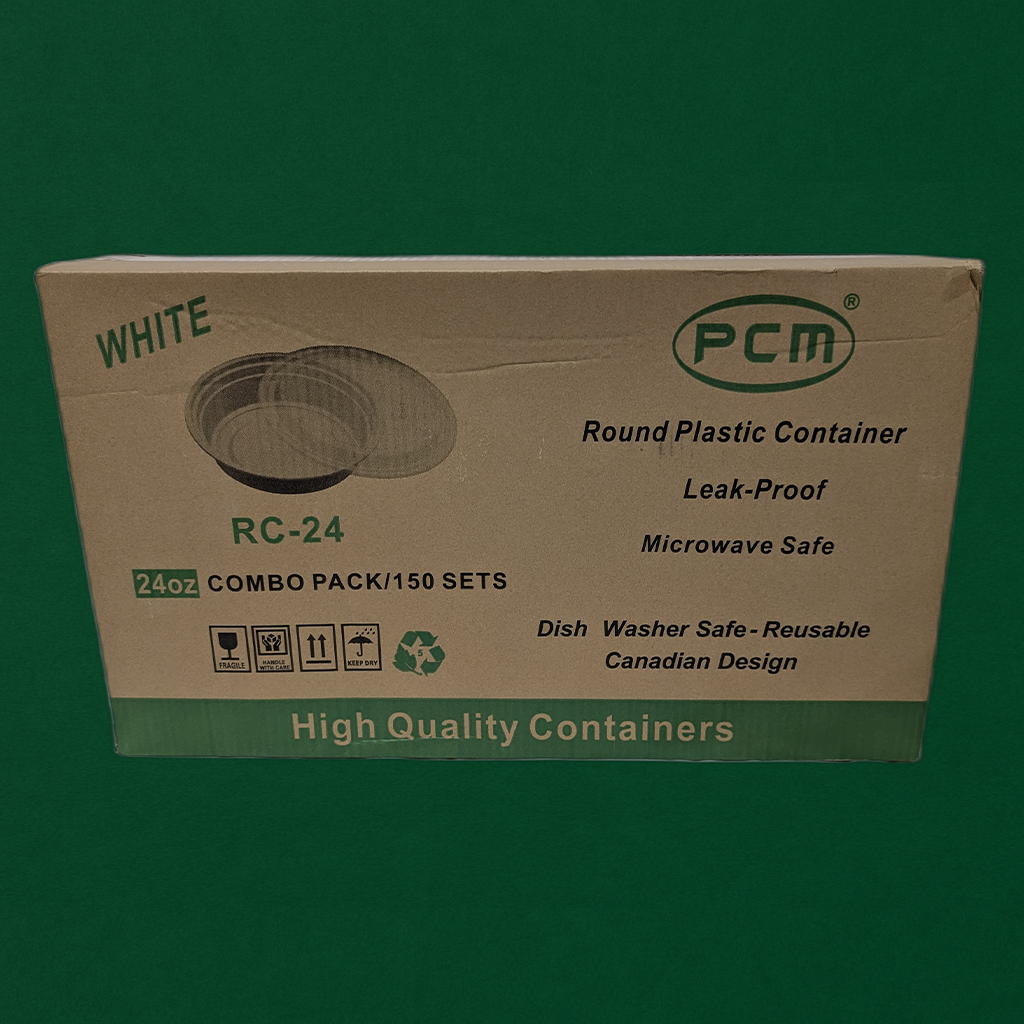 WHITE
PCM®
Round Plastic Container
Leak-Proof
Microwave Safe
RC-24
24oz COMBO PACK/150 SETS
Dish Washer Safe - Reusable
Canadian Design
FRAGILE
HANDLE
WITH CARE
KEEP DRY
5
High Quality Containers